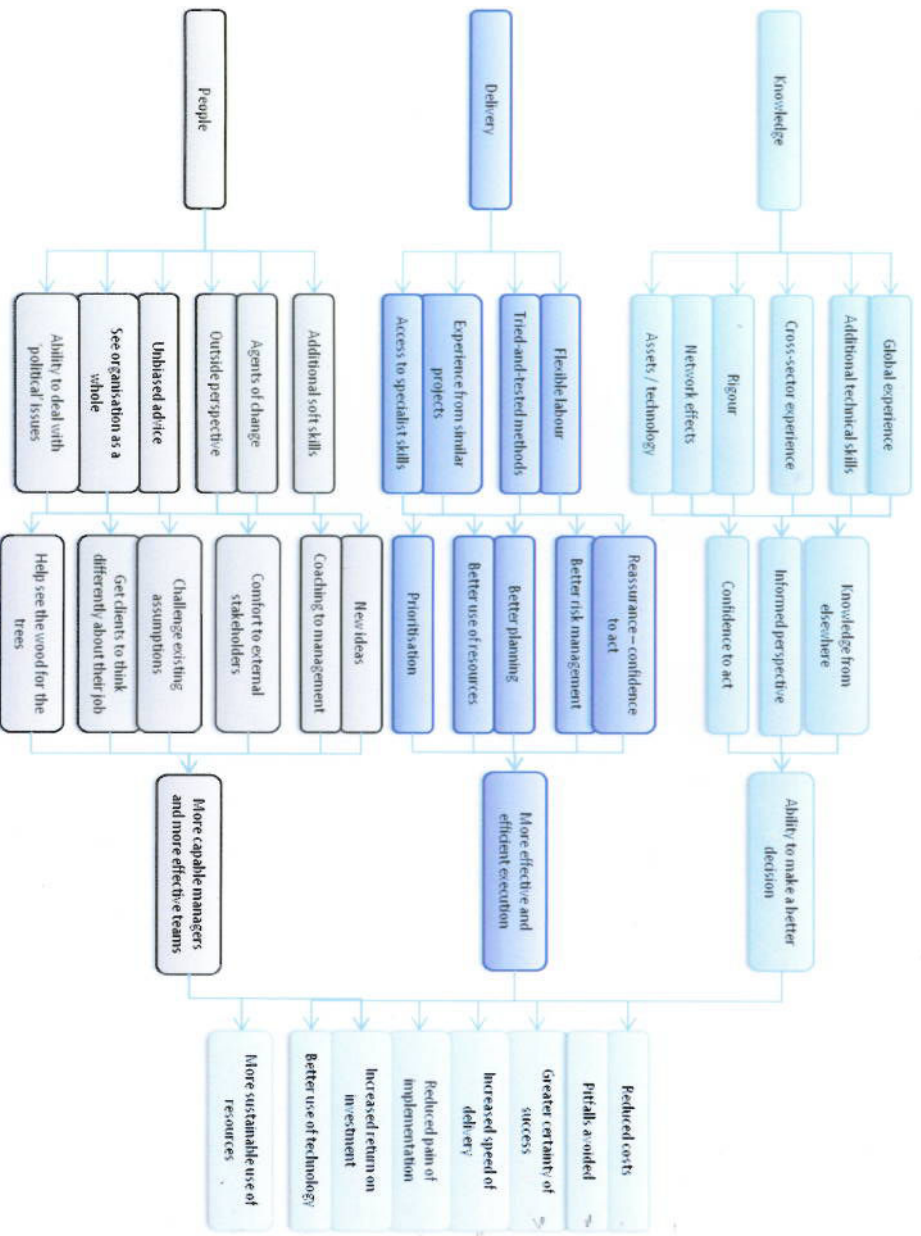 Knowledge
Global experience
Additional technical skills
Cross-sector experience
Rigour
Network effects
Assets / technology
Knowledge from
elsewhere
Informed perspective
Confidence to act
Ability to make a better
decision
Delivery
Flexible labour
Tried-and-tested methods
Experience from similar
projects
Access to specialist skills
Reassurance – confidence
to act
Better risk management
Better planning
Better use of resources
Prioritisation
More effective and
efficient execution
People
Additional soft skills
Agents of change
Outside perspective
Unbiased advice
See organisation as a
whole
Ability to deal with
'political' issues
New ideas
Coaching to management
Comfort to external
stakeholders
Challenge existing
assumptions
Get clients to think
differently about their job
Help see the wood for the
trees
More capable managers
and more effective teams
Reduced costs
Pitfalls avoided
Greater certainty of
success
Increased speed of
delivery
Reduced pain of
implementation
Increased return on
investment
Better use of technology
More sustainable use of
resources